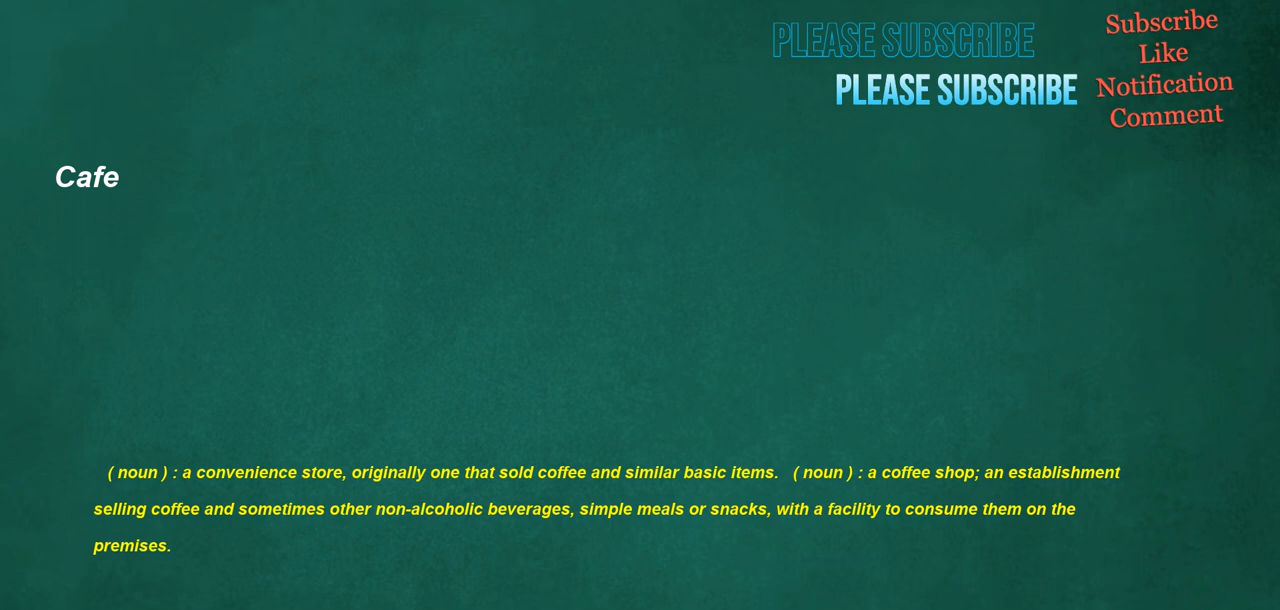 PLEASE SUBSCRIBE
PLEASE SUBSCRIBE
Subscribe
Like
Notification
Comment
Cafe
( noun ) : a convenience store, originally one that sold coffee and similar basic items. ( noun ) : a coffee shop; an establishment
selling coffee and sometimes other non-alcoholic beverages, simple meals or snacks, with a facility to consume them on the
premises.